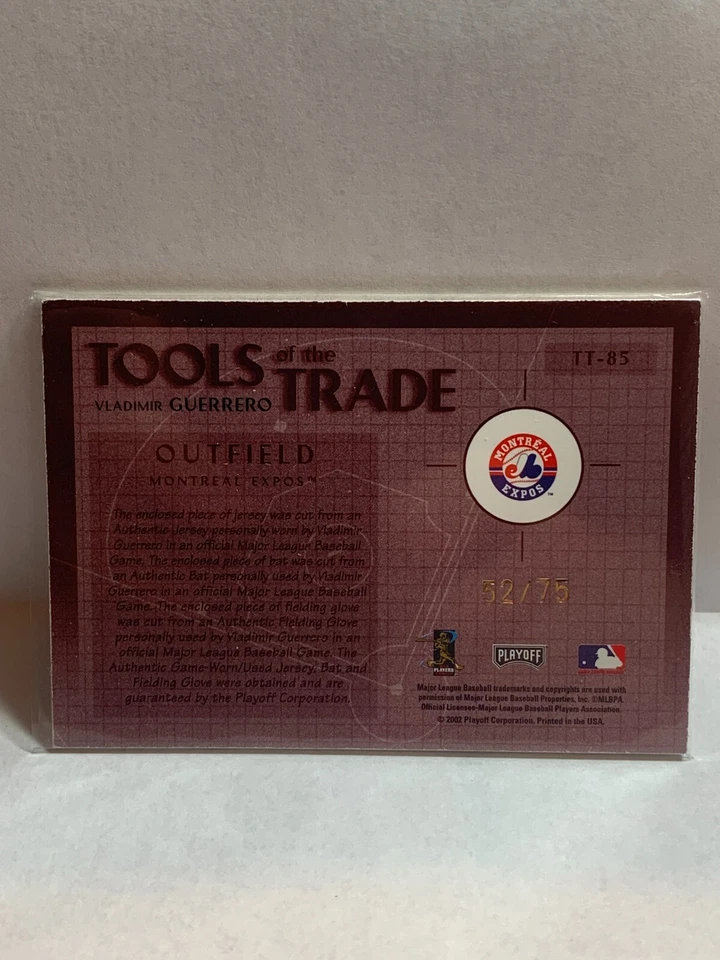 TOOLS of the TRADE
VLADIMIR GUERRERO
TT-85
OUTFIELD
MONTREAL EXPOS™
MONTRÉAL
EXPOS
TM
The enclosed piece of jersey was cut from an
Authentic Jersey personally worn by Vladimir
Guerrero in an official Major League Baseball
Game. The enclosed piece of bat was cut from
an Authentic Bat personally used by Vladimir
Guerrero in an official Major League Baseball
Game. The enclosed piece of fielding glove
was cut from an Authentic Fielding Glove
personally used by Vladimir Guerrero in an
official Major League Baseball Game. The
Authentic Game-Worn/Used Jersey, Bat and
Fielding Glove were obtained and are
guaranteed by the Playoff Corporation.
52/75
PLAYERS
PLAYOFF
Major League Baseball trademarks and copyrights are used with
permission of Major League Baseball Properties, Inc. ©MLBPA
Official Licensee-Major League Baseball Players Association.
© 2002 Playoff Corporation. Printed in the USA.